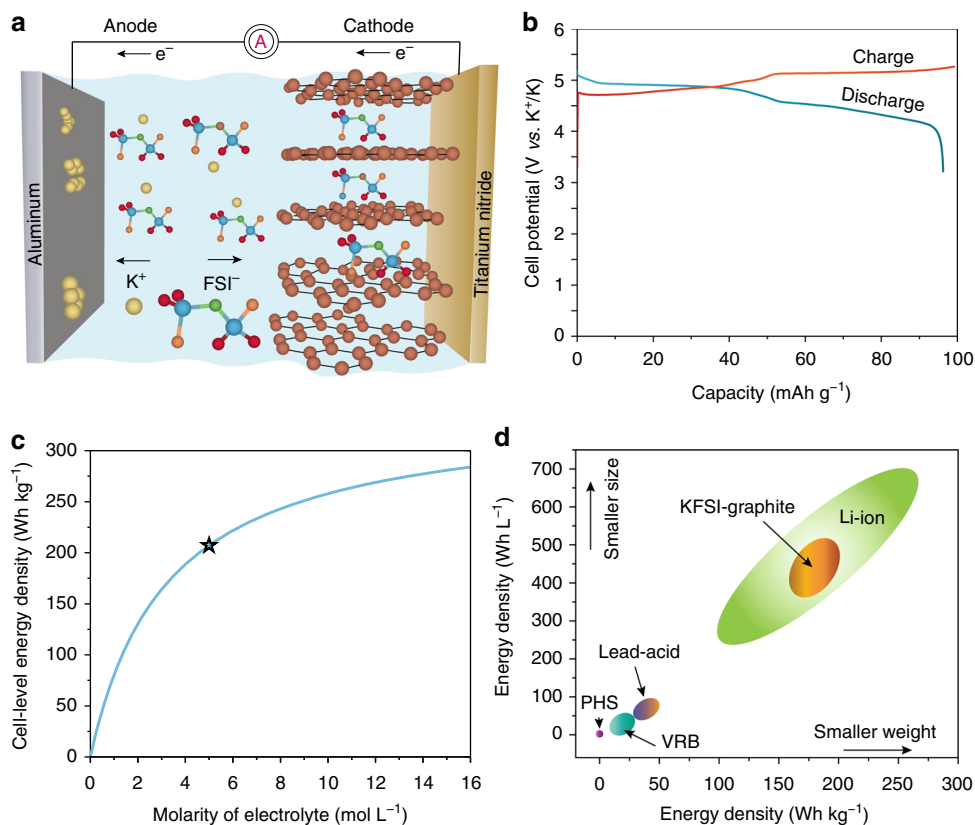 a
Anode
A
Cathode
e⁻
e⁻
Aluminum
K⁺
FSI⁻
Titanium nitride
b
6
5
4
3
2
1
0
Cell potential (V vs. K⁺/K)
Charge
Discharge
0 20 40 60 80 100
Capacity (mAh g⁻¹)
c
300
250
200
150
100
50
0
Cell-level energy density (Wh kg⁻¹)
0 2 4 6 8 10 12 14 16
Molarity of electrolyte (mol L⁻¹)
d
700
600
500
400
300
200
100
0
Energy density (Wh L⁻¹)
Smaller size
KFSI-graphite
Li-ion
Lead-acid
PHS
VRB
Smaller weight
0 50 100 150 200 250 300
Energy density (Wh kg⁻¹)